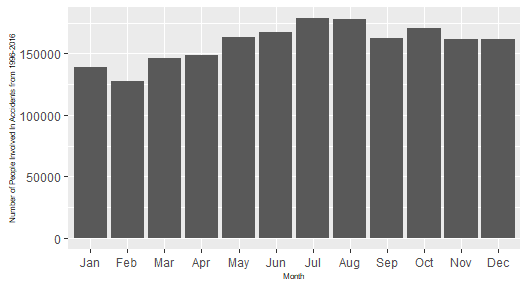 Number of People Involved In Accidents from 1996-2016
150000
100000
50000
0
Jan Feb Mar Apr May Jun Jul Aug Sep Oct Nov Dec
Month